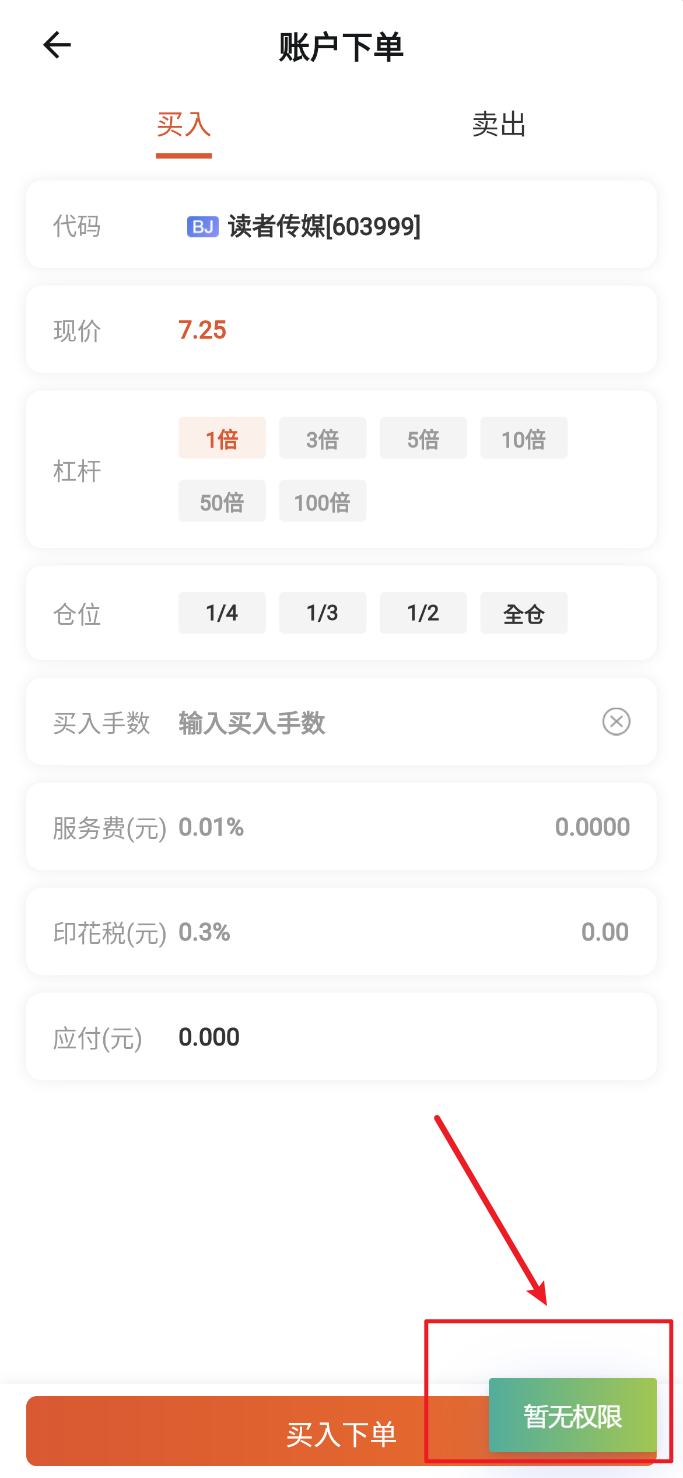 账户下单
买入 卖出
代码 BJ 读者传媒[603999]
现价 7.25
杠杆 1倍 3倍 5倍 10倍
50倍 100倍
仓位 1/4 1/3 1/2 全仓
买入手数 输入买入手数
服务费(元) 0.01% 0.0000
印花税(元) 0.3% 0.00
应付(元) 0.000
买入下单 暂无权限